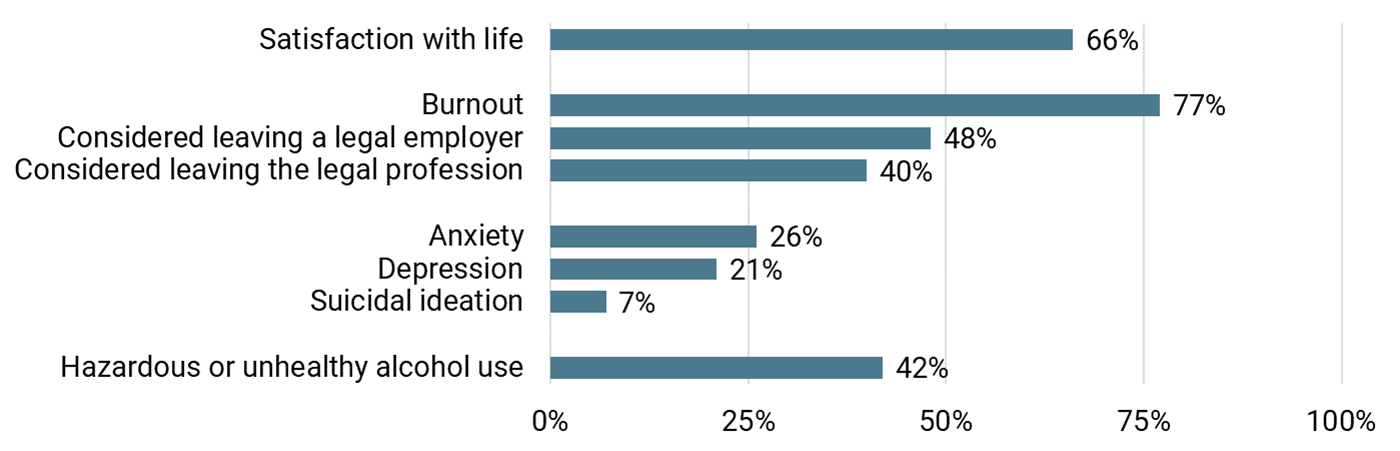 Satisfaction with life 66%
Burnout 77%
Considered leaving a legal employer 48%
Considered leaving the legal profession 40%
Anxiety 26%
Depression 21%
Suicidal ideation 7%
Hazardous or unhealthy alcohol use 42%
0% 25% 50% 75% 100%